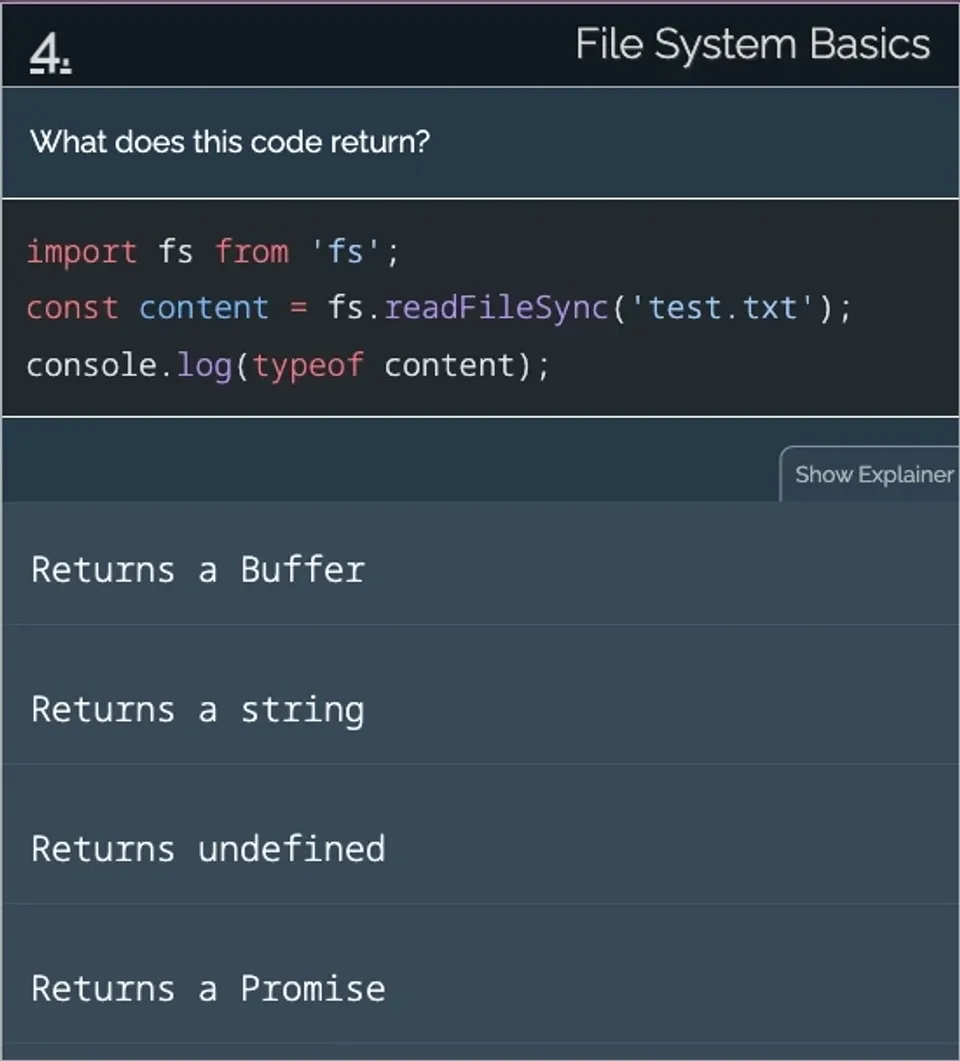 4.
File System Basics
What does this code return?
import fs from 'fs';
const content = fs.readFileSync('test.txt');
console.log(typeof content);
Show Explainer
Returns a Buffer
Returns a string
Returns undefined
Returns a Promise